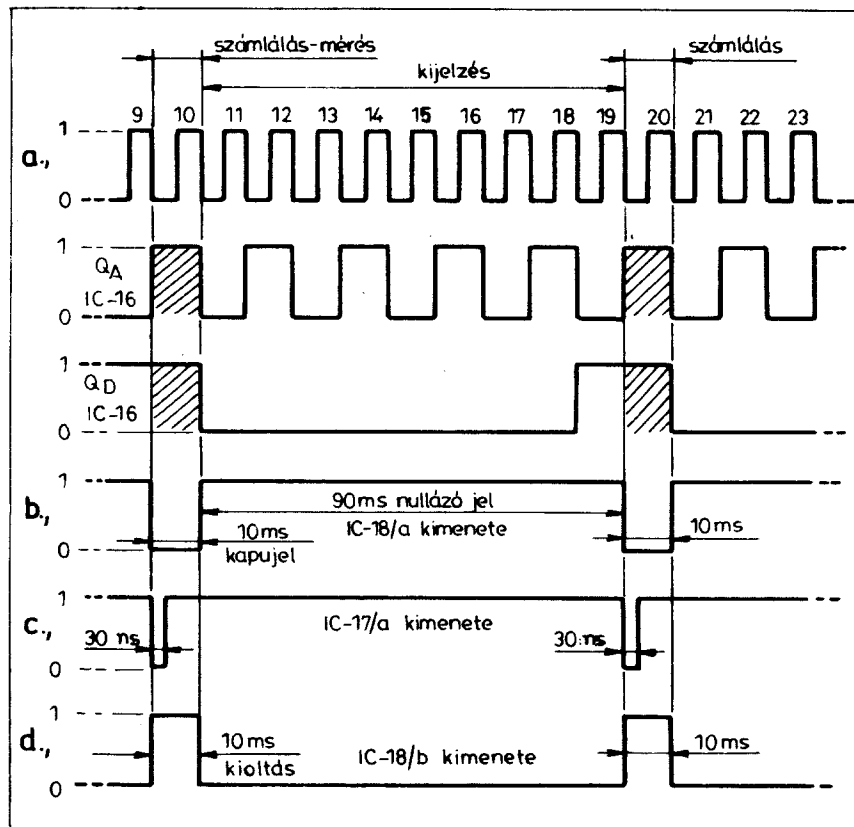 számlálás-mérés
számlálás
kijelzés
9 10 11 12 13 14 15 16 17 18 19 20 21 22 23
1
a.,
0
1
QA
IC-16
0
1
QD
IC-16
0
1
90ms nullázó jel
b.,
10ms
IC-18/a kimenete
10ms
0
kapujel
1
c.,
IC-17/a kimenete
30 ns
30 ns
0
1
d.,
10ms
IC-18/b kimenete
10ms
kioltás
0